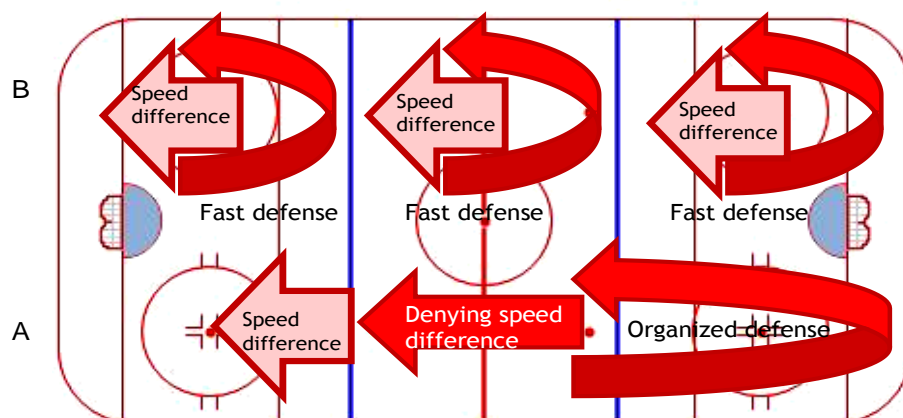 B
Speed
difference
Speed
difference
Speed
difference
Fast defense
Fast defense
Fast defense
A
Speed
difference
Denying speed
difference
Organized defense